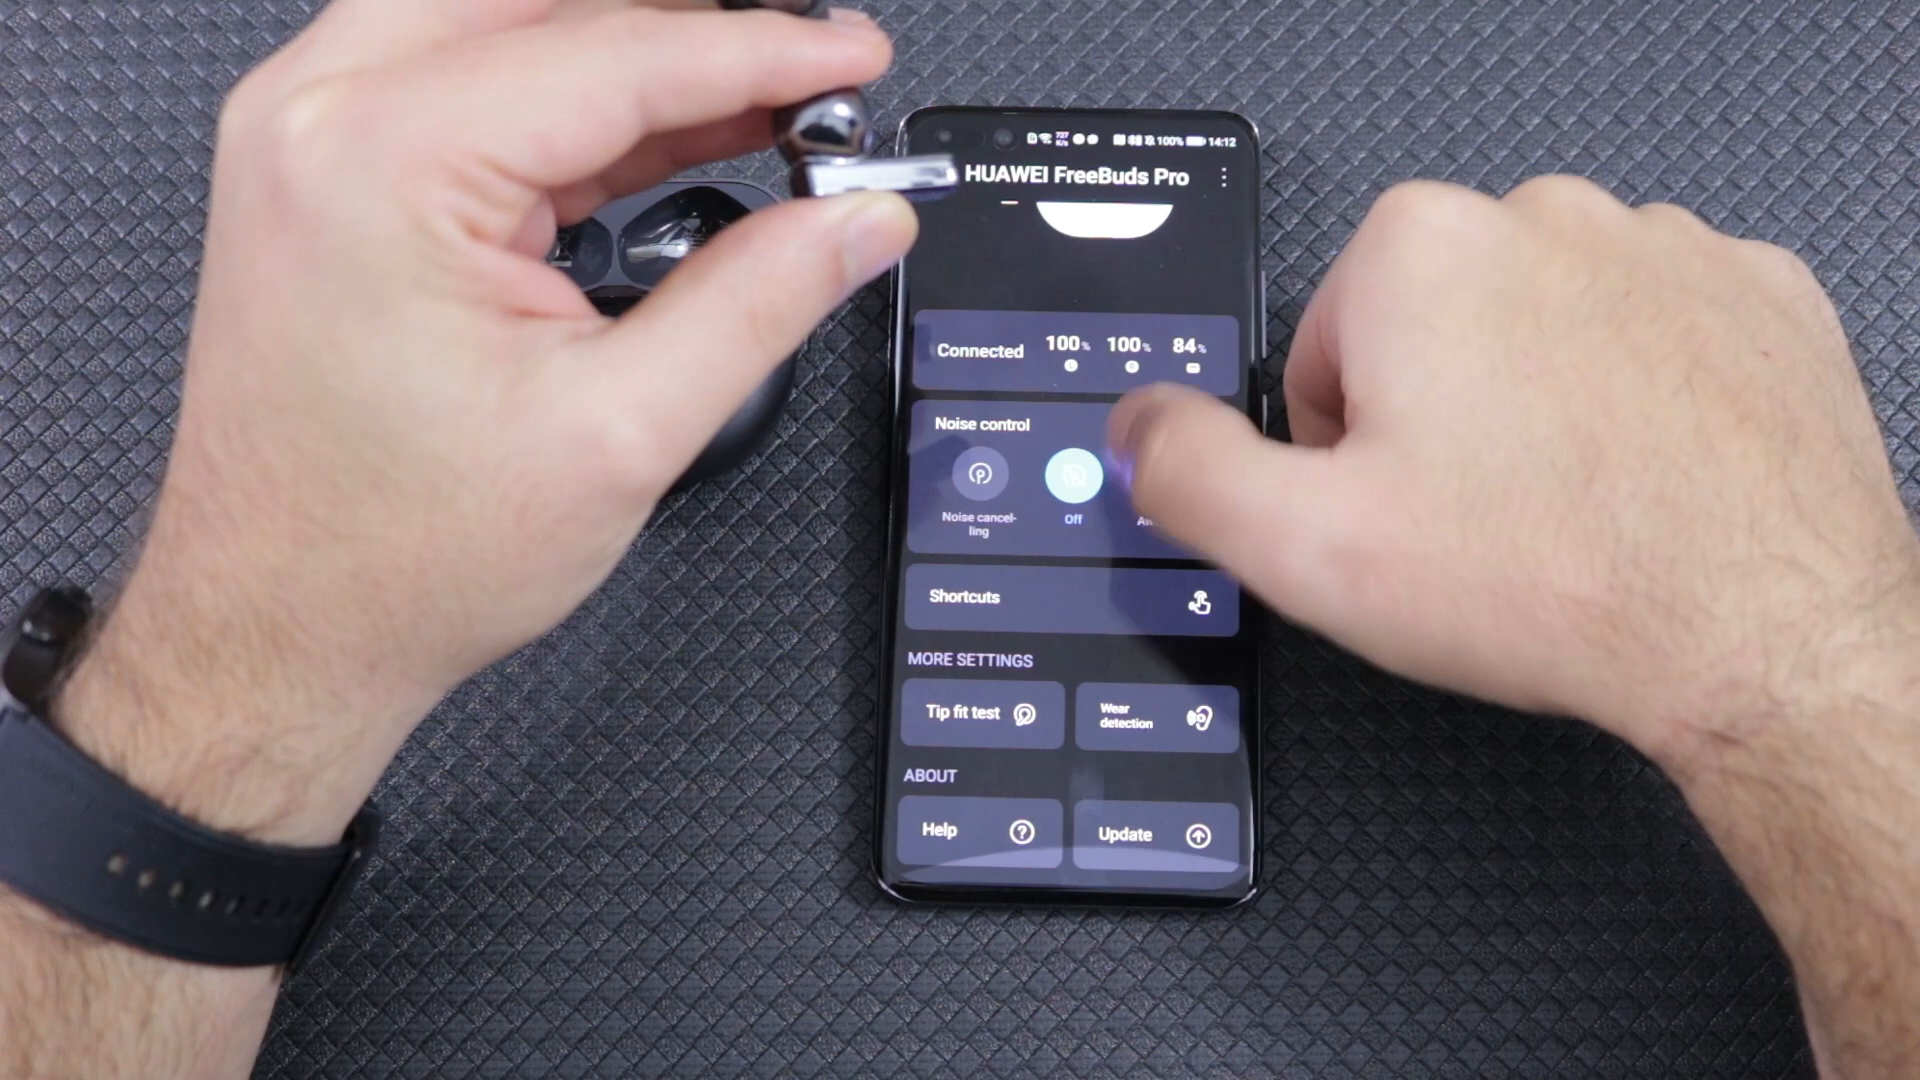 727
K/s
100% 14:12
HUAWEI FreeBuds Pro
Connected
100%
100%
84%
Noise control
Noise cancel-
ling
Off
Shortcuts
MORE SETTINGS
Tip fit test
Wear
detection
ABOUT
Help
Update